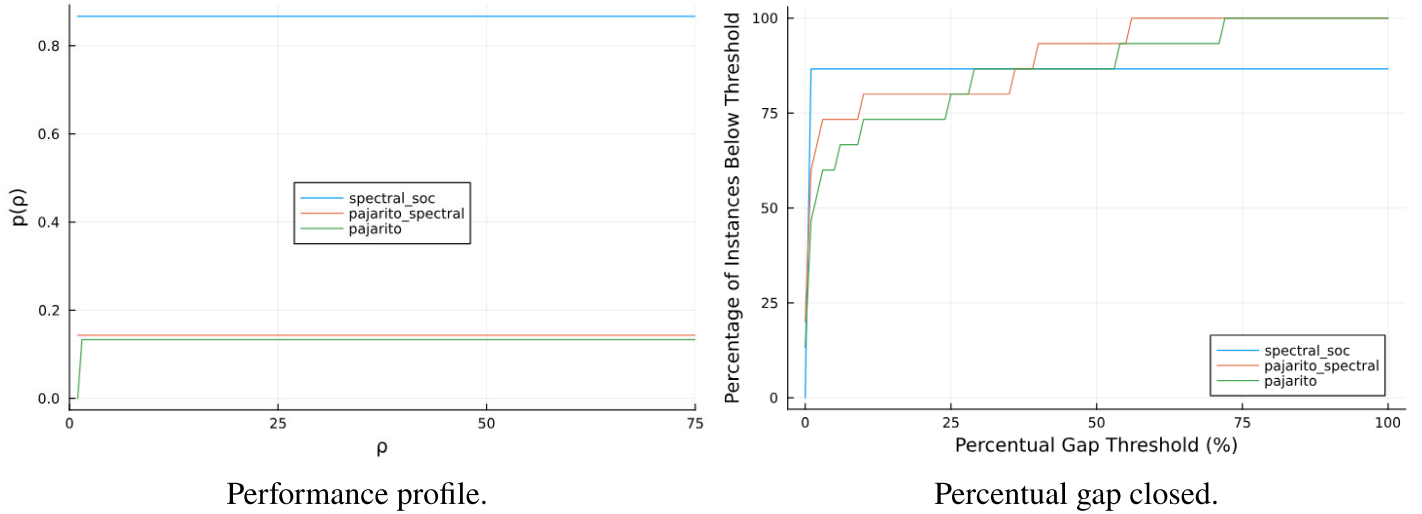 p(ρ)
0.8
0.6
0.4
0.2
0.0
spectral_soc
pajarito_spectral
pajarito
0
25
50
75
ρ
Performance profile.
Percentage of Instances Below Threshold
100
75
50
25
0
spectral_soc
pajarito_spectral
pajarito
0
25
50
75
100
Percentual Gap Threshold (%)
Percentual gap closed.